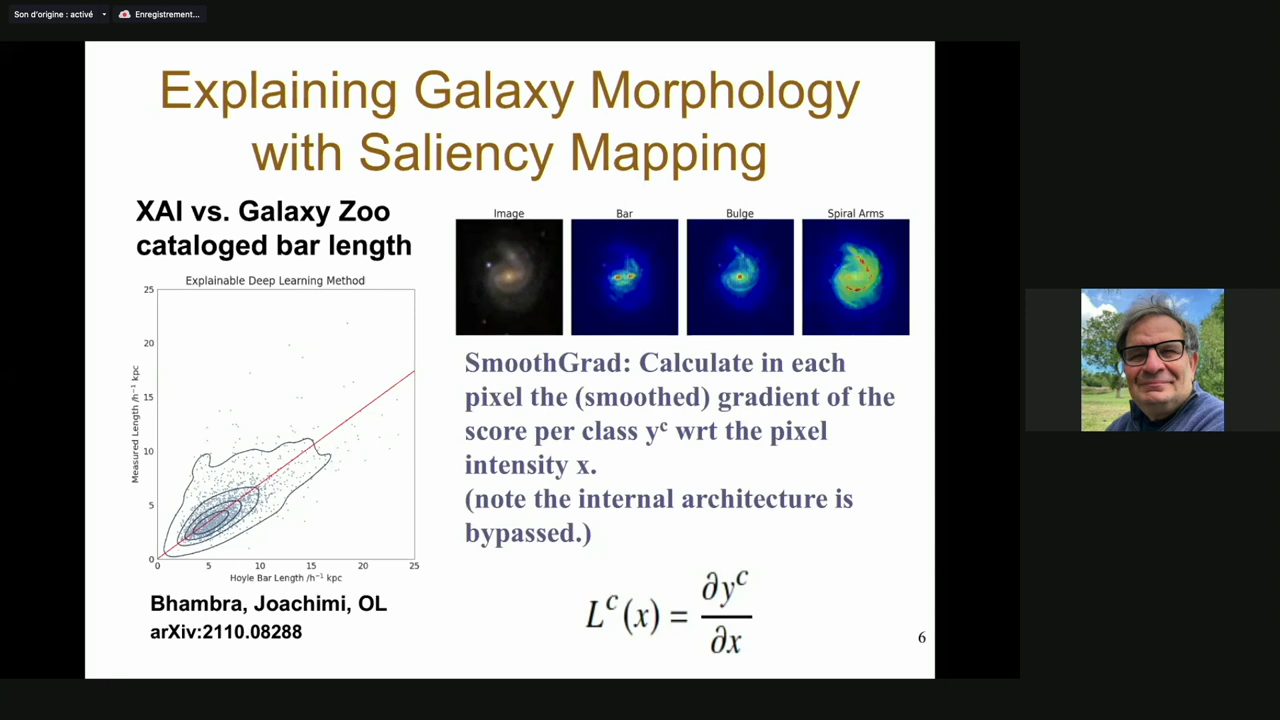 Son d'origine : activé
Enregistrement...
Explaining Galaxy Morphology
with Saliency Mapping
XAI vs. Galaxy Zoo
cataloged bar length
Explainable Deep Learning Method
25
20
15
10
5
0
Measured Length /h⁻¹ kpc
0 5 10 15 20 25
Hoyle Bar Length /h⁻¹ kpc
Bhambra, Joachimi, OL
arXiv:2110.08288
Image Bar Bulge Spiral Arms
SmoothGrad: Calculate in each
pixel the (smoothed) gradient of the
score per class yᶜ wrt the pixel
intensity x.
(note the internal architecture is
bypassed.)
Lᶜ(x) = ∂yᶜ/∂x
6